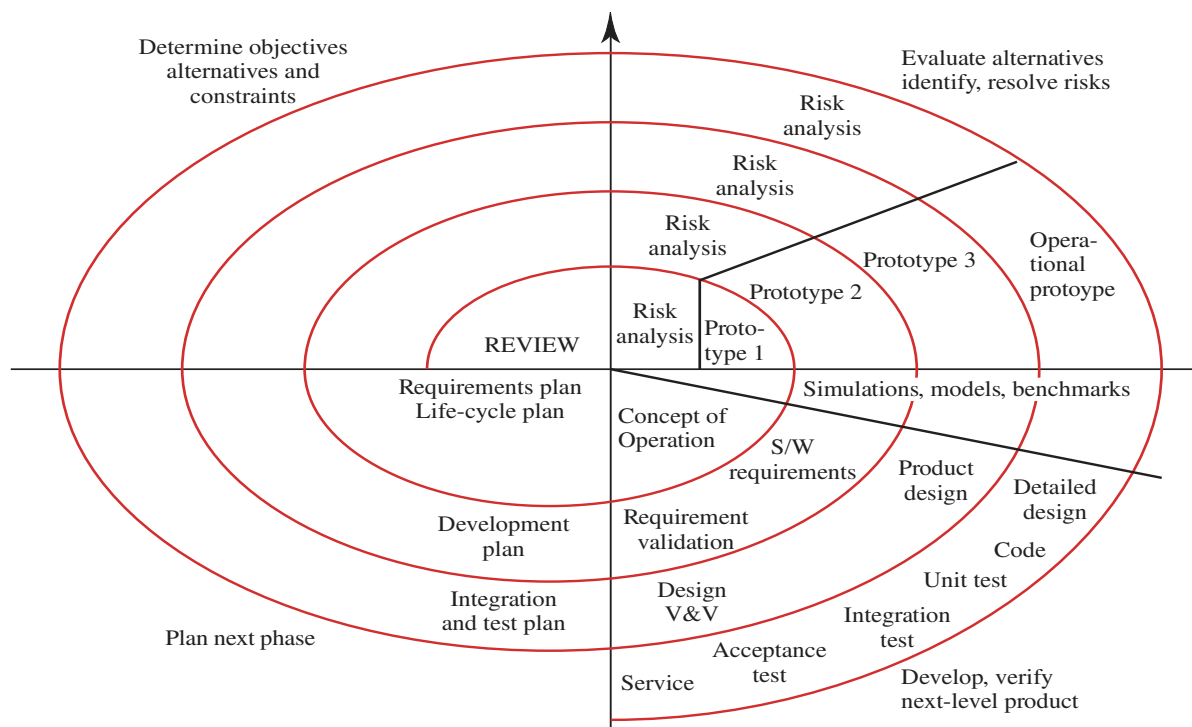 Determine objectives
alternatives and
constraints
Evaluate alternatives
identify, resolve risks
Risk
analysis
Risk
analysis
Risk
analysis
Risk
analysis
Opera-
tional
protoype
Prototype 3
Prototype 2
Proto-
type 1
REVIEW
Requirements plan
Life-cycle plan
Simulations, models, benchmarks
Concept of
Operation
S/W
requirements
Product
design
Detailed
design
Development
plan
Requirement
validation
Code
Unit test
Integration
and test plan
Design
V&V
Integration
test
Plan next phase
Acceptance
test
Service
Develop, verify
next-level product